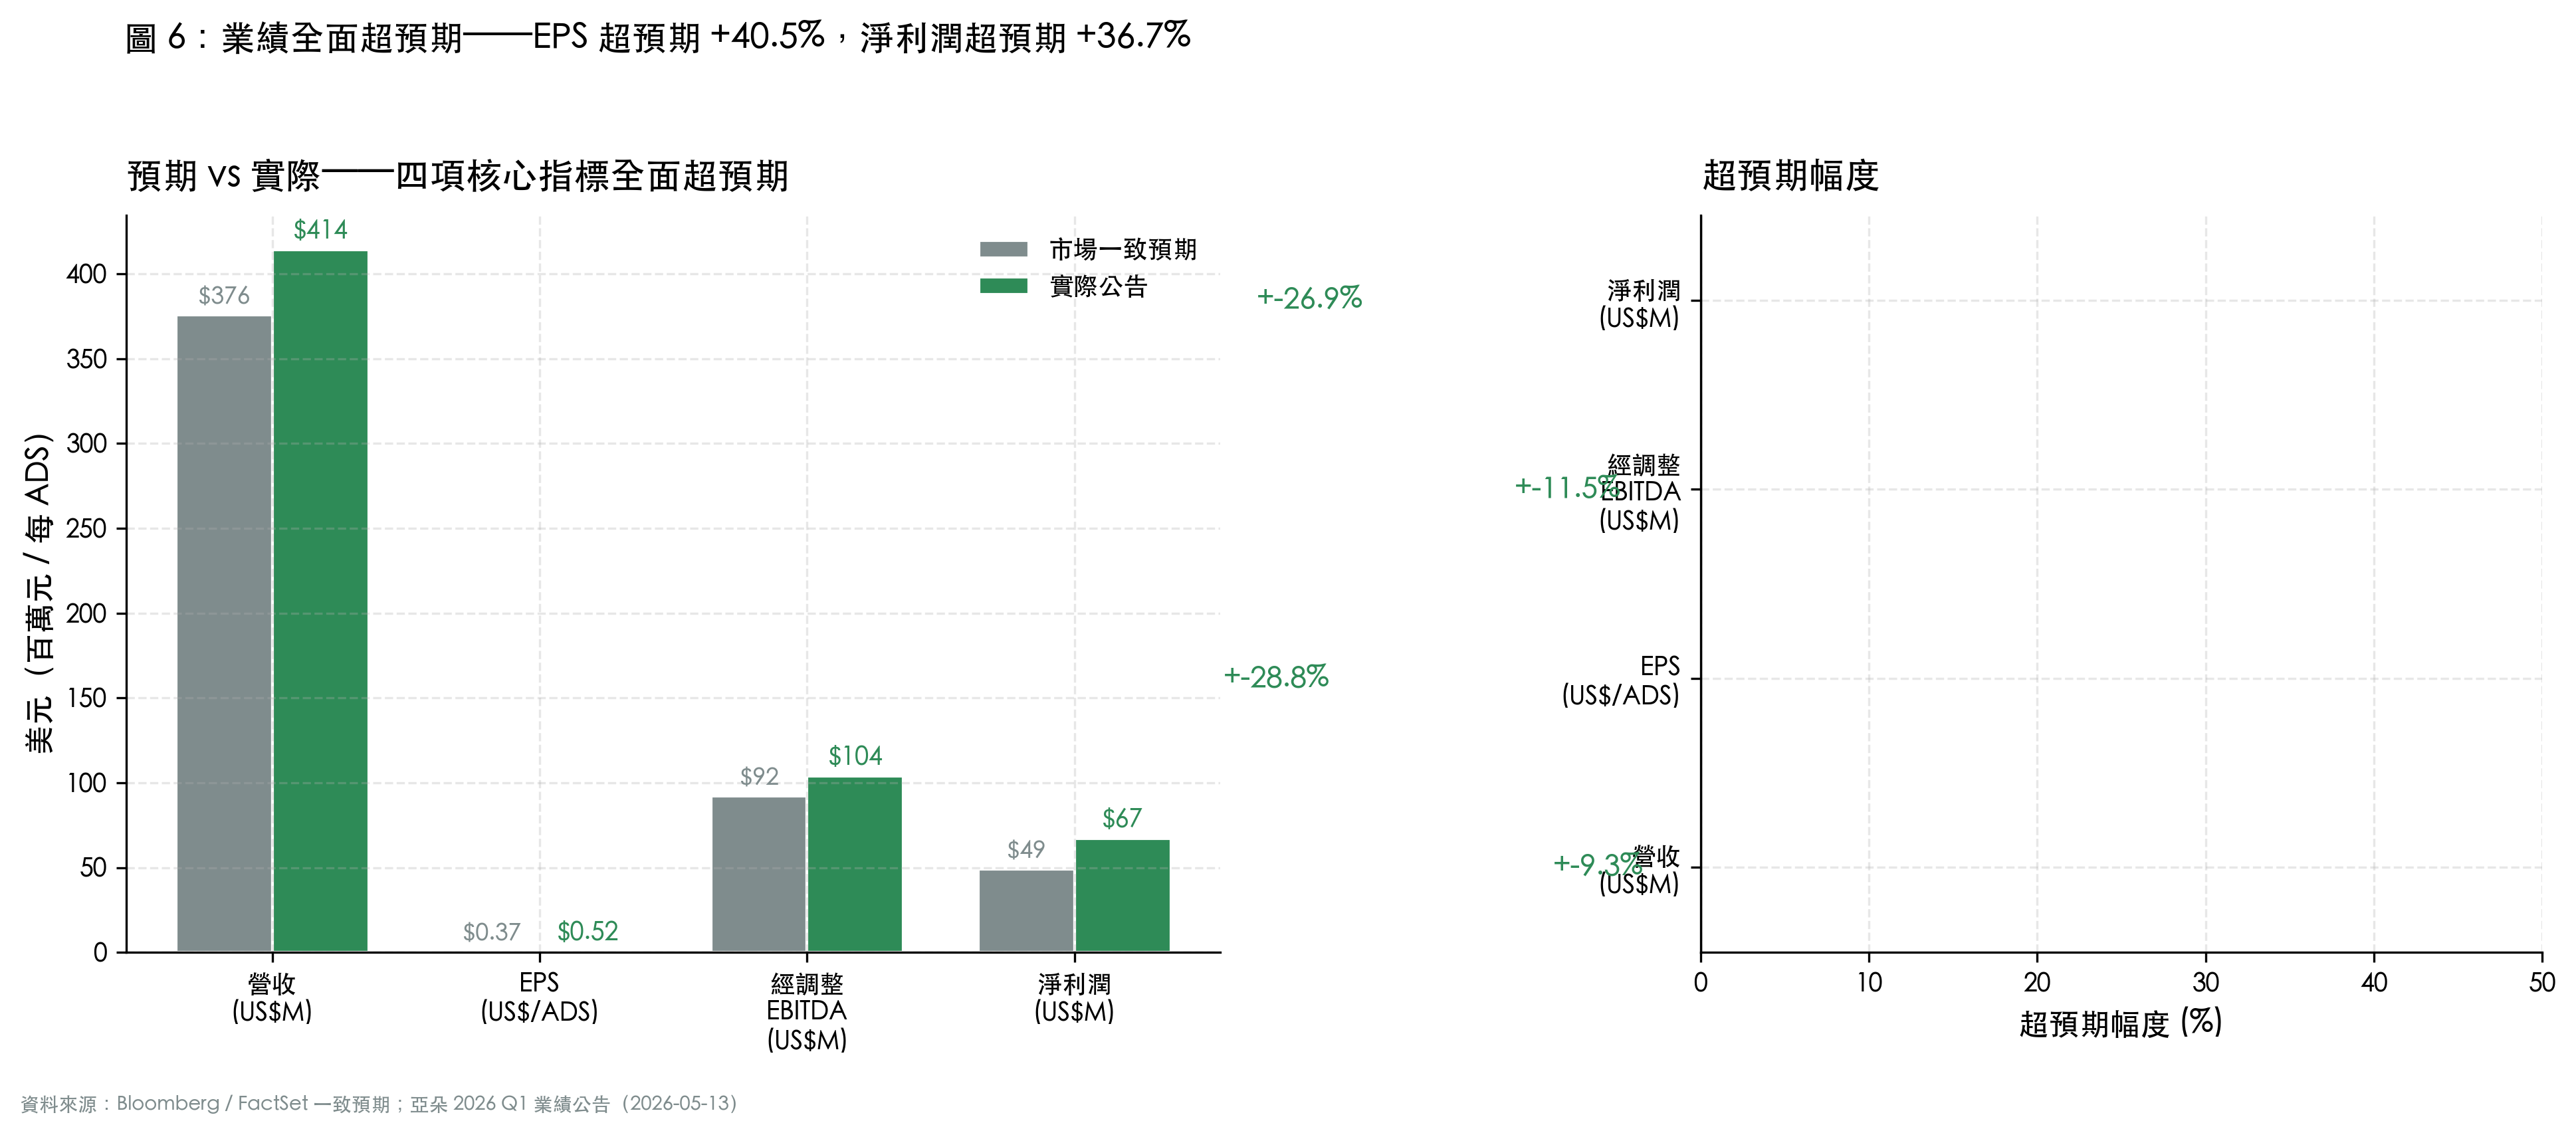 圖 6：業績全面超預期——EPS 超預期 +40.5%，淨利潤超預期 +36.7%
預期 vs 實際——四項核心指標全面超預期
美元（百萬元 / 每 ADS）
400
350
300
250
200
150
100
50
0
$376
$414
$0.37
$0.52
$92
$104
$49
$67
市場一致預期
實際公告
營收
(US$M)
EPS
(US$/ADS)
經調整
EBITDA
(US$M)
淨利潤
(US$M)
超預期幅度
+-26.9%
+-11.5%
+-28.8%
+-9.3%
淨利潤
(US$M)
經調整
EBITDA
(US$M)
EPS
(US$/ADS)
營收
(US$M)
0
10
20
30
40
50
超預期幅度 (%)
資料來源：Bloomberg / FactSet 一致預期；亞朵 2026 Q1 業績公告（2026-05-13）